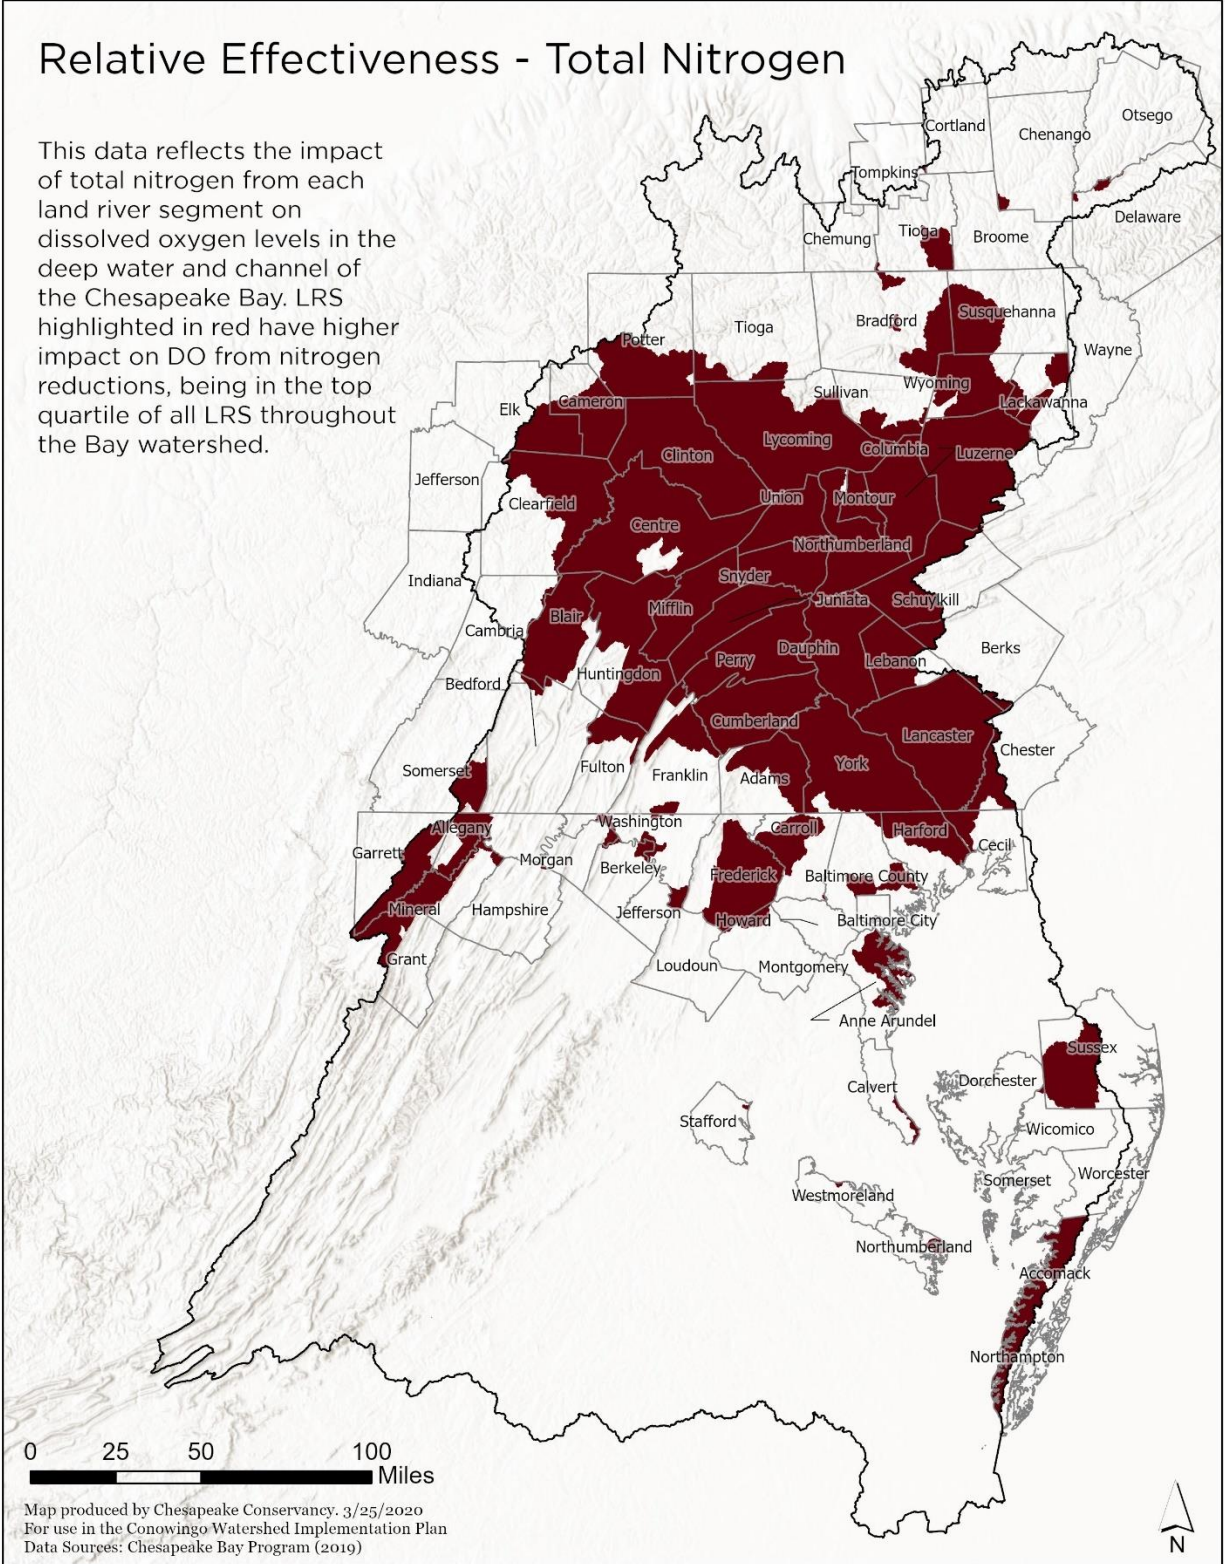 Relative Effectiveness - Total Nitrogen
This data reflects the impact
of total nitrogen from each
land river segment on
dissolved oxygen levels in the
deep water and channel of
the Chesapeake Bay. LRS
highlighted in red have higher
impact on DO from nitrogen
reductions, being in the top
quartile of all LRS throughout
the Bay watershed.
Otsego
Cortland
Chenango
Tompkins
Delaware
Chemung
Tioga
Broome
Susquehanna
Bradford
Tioga
Potter
Wayne
Wyoming
Sullivan
Cameron
Lackawanna
Elk
Lycoming
Columbia
Luzerne
Clinton
Jefferson
Union
Montour
Clearfield
Centre
Northumberland
Snyder
Indiana
Juniata
Schuylkill
Mifflin
Blair
Cambria
Dauphin
Berks
Perry
Lebanon
Huntingdon
Bedford
Cumberland
Lancaster
Chester
York
Fulton
Somerset
Franklin
Adams
Washington
Allegany
Carroll
Harford
Cecil
Garrett
Morgan
Berkeley
Frederick
Baltimore County
Mineral
Hampshire
Jefferson
Howard
Baltimore City
Grant
Loudoun
Montgomery
Anne Arundel
Sussex
Dorchester
Calvert
Stafford
Wicomico
Worcester
Somerset
Westmoreland
Northumberland
Accomack
Northampton
0 25 50 100
Miles
Map produced by Chesapeake Conservancy. 3/25/2020
For use in the Conowingo Watershed Implementation Plan
Data Sources: Chesapeake Bay Program (2019)
N